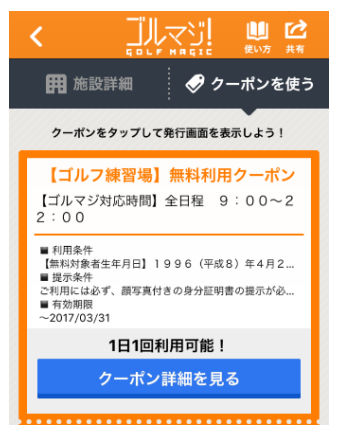 ゴルマジ!
GOLF MAGIC
使い方 共有
施設詳細 クーポンを使う
クーポンをタップして発行画面を表示しよう!
【ゴルフ練習場】無料利用クーポン
【ゴルマジ対応時間】全日程 9:00〜2
2:00
■ 利用条件
【無料対象者生年月日】1996(平成8)年4月2...
■ 提示条件
ご利用には必ず、顔写真付きの身分証明書の提示が必...
■ 有効期限
~2017/03/31
1日1回利用可能!
クーポン詳細を見る